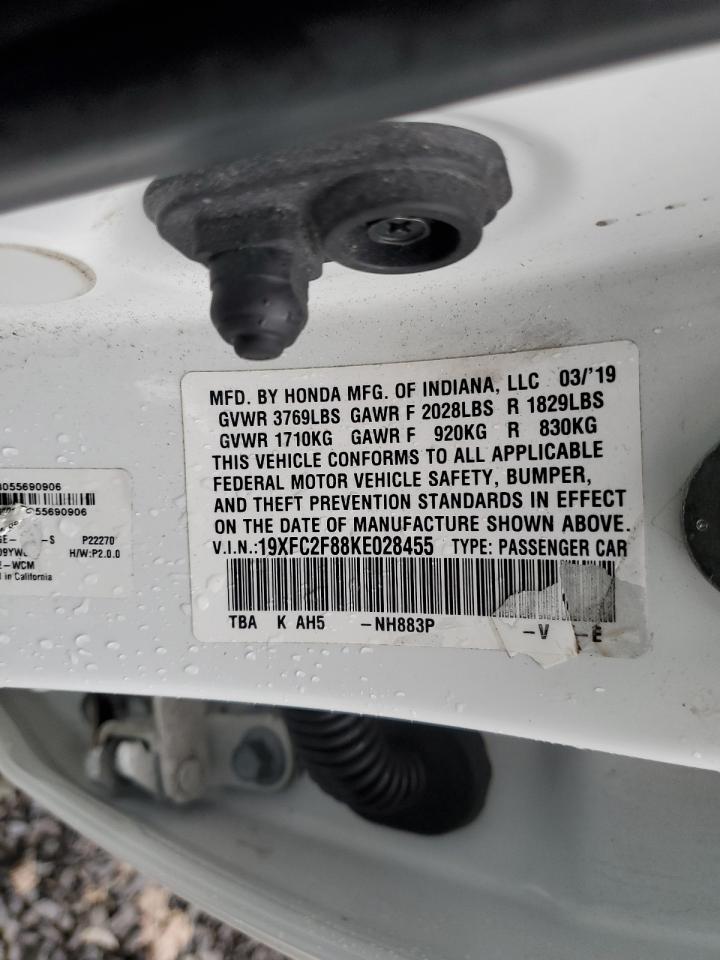 MFD. BY HONDA MFG. OF INDIANA, LLC 03/'19
GVWR 3769LBS GAWR F 2028LBS R 1829LBS
GVWR 1710KG GAWR F 920KG R 830KG
THIS VEHICLE CONFORMS TO ALL APPLICABLE
FEDERAL MOTOR VEHICLE SAFETY, BUMPER,
AND THEFT PREVENTION STANDARDS IN EFFECT
ON THE DATE OF MANUFACTURE SHOWN ABOVE.
V.I.N.:19XFC2F88KE028455 TYPE: PASSENGER CAR
TBA K AH5 -NH883P -V -E
055690906
55690906
-S P22270
H/W:P2.0.0
-WCM
in California